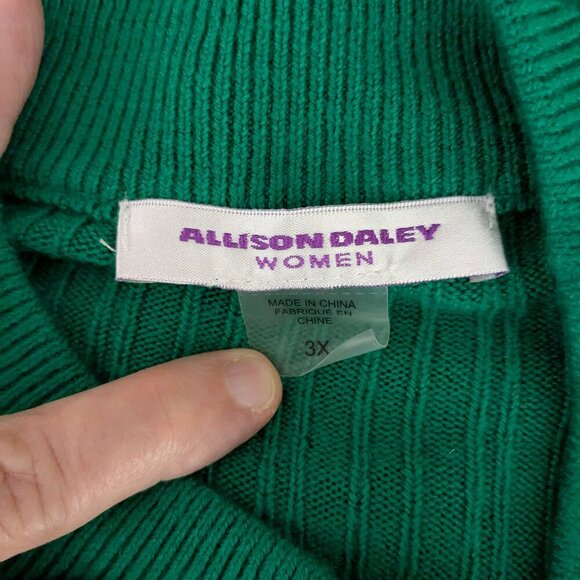 ALLISON DALEY
WOMEN
MADE IN CHINA
FABRIQUE EN
CHINE
3X